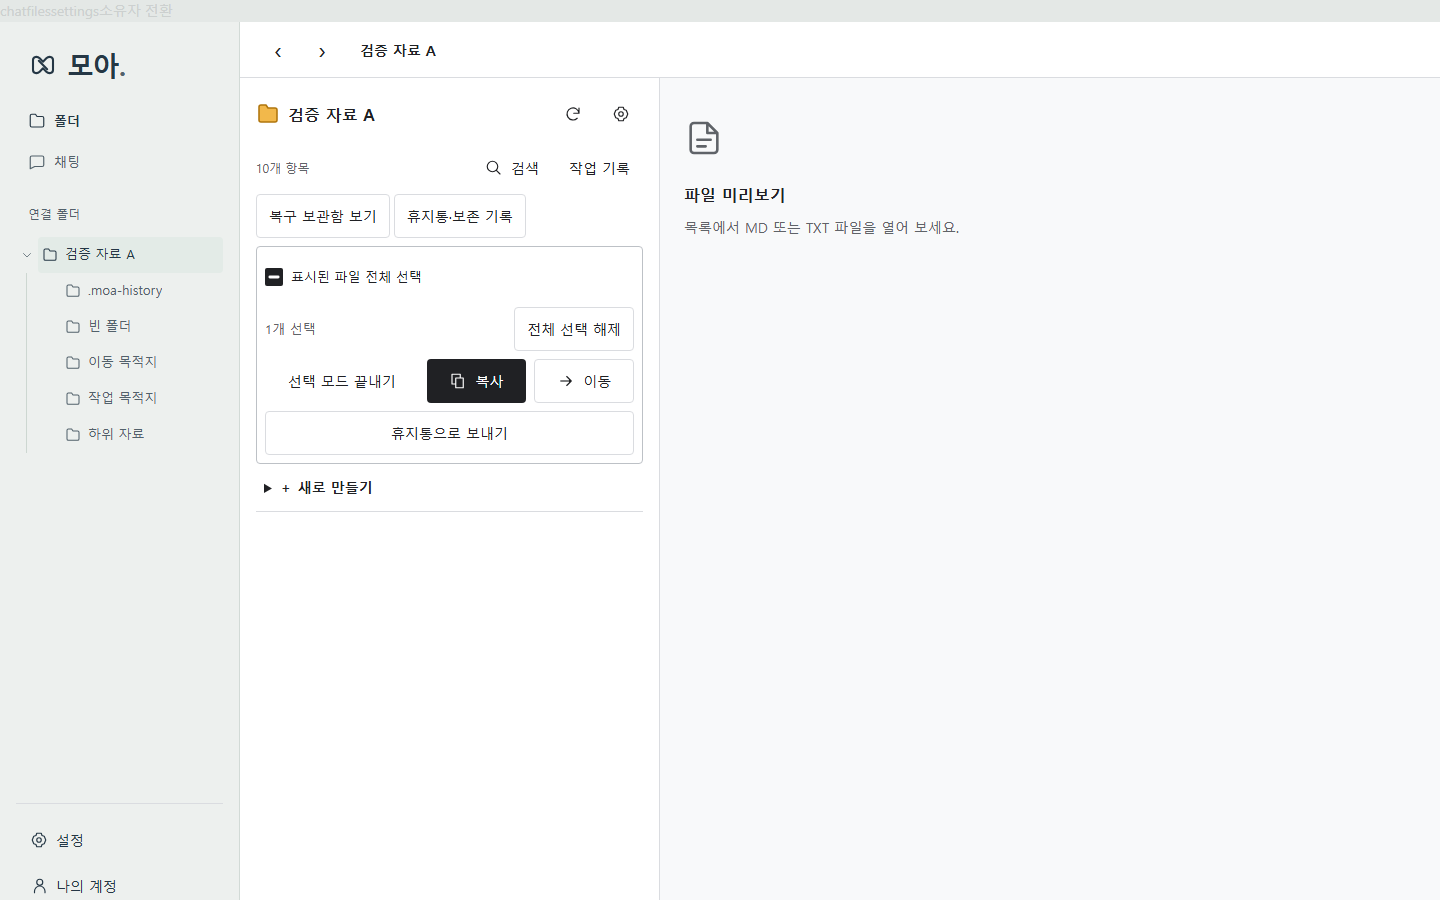 chatfilessettings소유자 전환
모아.
폴더
채팅
연결 폴더
검증 자료 A
.moa-history
빈 폴더
이동 목적지
작업 목적지
하위 자료
설정
나의 계정
‹ › 검증 자료 A
검증 자료 A
10개 항목 검색 작업 기록
복구 보관함 보기 휴지통·보존 기록
표시된 파일 전체 선택
1개 선택 전체 선택 해제
선택 모드 끝내기 복사 이동
휴지통으로 보내기
+ 새로 만들기
파일 미리보기
목록에서 MD 또는 TXT 파일을 열어 보세요.